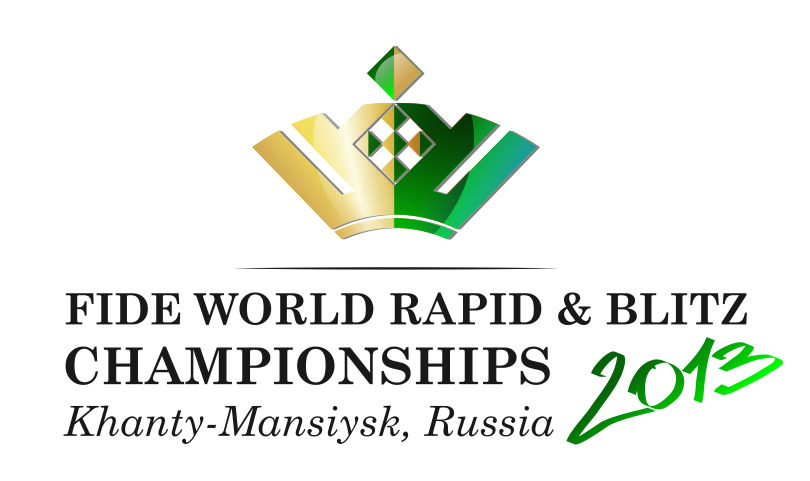 FIDE WORLD RAPID & BLITZ
CHAMPIONSHIPS
Khanty-Mansiysk, Russia 2013